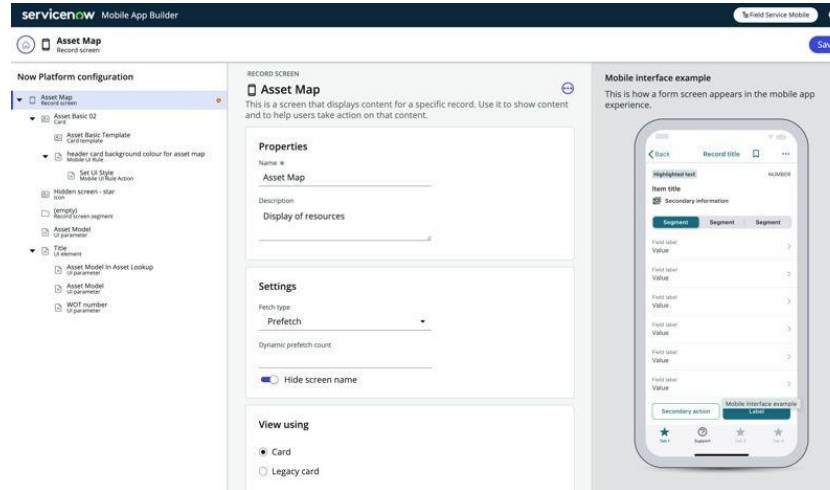 servicenow Mobile App Builder
Field Service Mobile
Asset Map
Record screen
Sav
Now Platform configuration
Asset Map
Record screen
Asset Basic 02
Card
Asset Basic Template
Card template
header card background colour for asset map
Mobile UI Rule
Set UI Style
Mobile UI Rule Action
Hidden screen - star
Icon
(empty)
Record screen segment
Asset Model
UI parameter
Title
UI element
Asset Model In Asset Lookup
UI parameter
Asset Model
UI parameter
WOT number
UI parameter
RECORD SCREEN
Asset Map
This is a screen that displays content for a specific record. Use it to show content
and to help users take action on that content.
Properties
Name *
Asset Map
Description
Display of resources
Settings
Fetch type
Prefetch
Dynamic prefetch count
Hide screen name
View using
Card
Legacy card
Mobile interface example
This is how a form screen appears in the mobile app
experience.
Back Record title
Highlighted text NUMBER
Item title
Secondary information
Segment Segment Segment
Field label
Value
Field label
Value
Field label
Value
Field label
Value
Field label
Value
Field label
Value
Mobile interface example
Secondary action Label
Tab 1 Support Tab 3 Tab 4